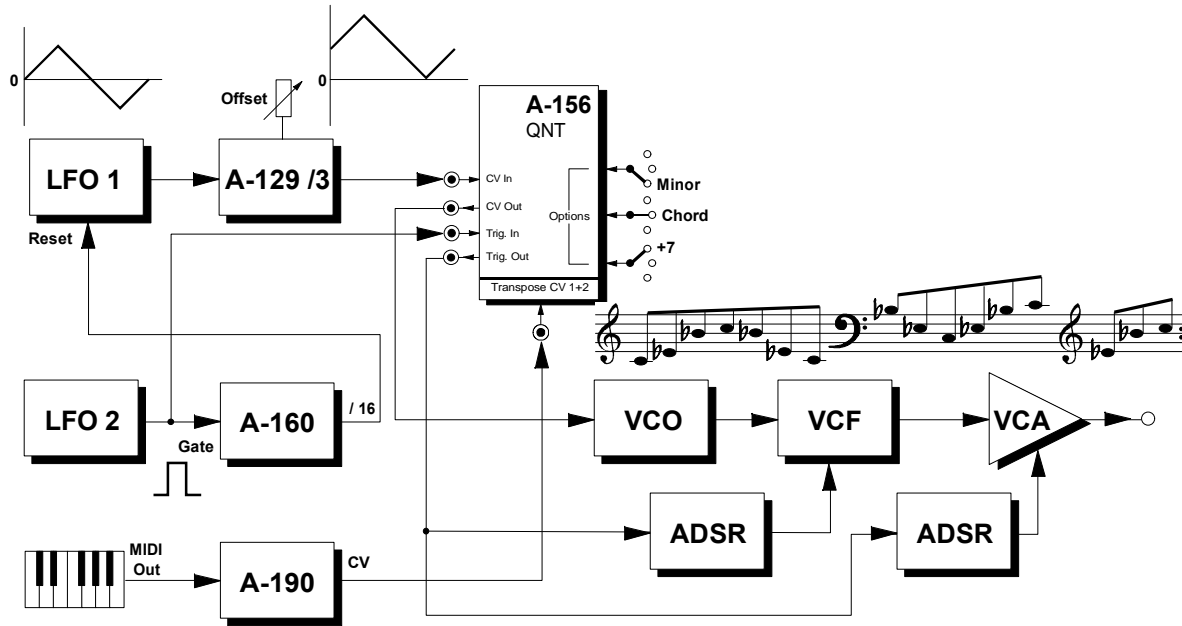 0
0
Offset
A-156
QNT
LFO 1
A-129 /3
CV In
CV Out
Trig. In
Trig. Out
Options
Minor
Chord
+7
Reset
Transpose CV 1+2
LFO 2
A-160
/ 16
Gate
VCO
VCF
VCA
ADSR
ADSR
MIDI
Out
A-190
CV